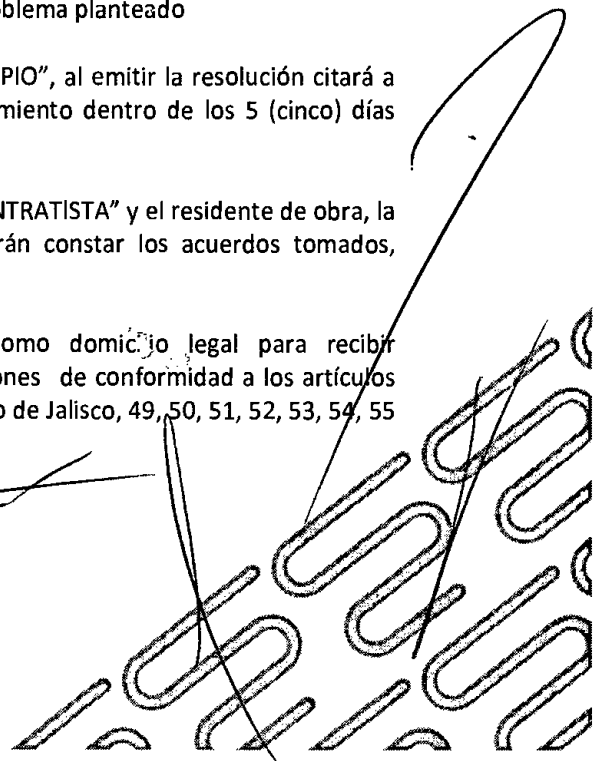 blema planteado
PIO", al emitir la resolución citará a
miento dentro de los 5 (cinco) días
NTRATISTA" y el residente de obra, la
rán constar los acuerdos tomados,
omo domicilio legal para recibir
ones de conformidad a los artículos
o de Jalisco, 49, 50, 51, 52, 53, 54, 55